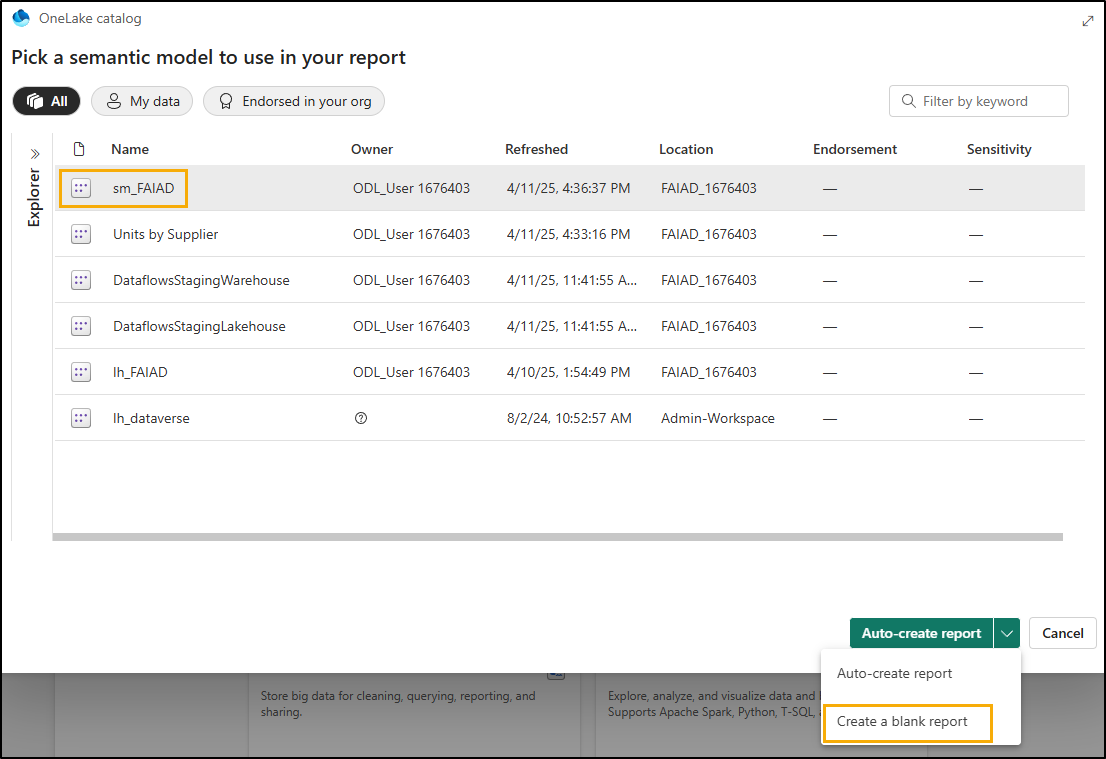 OneLake catalog
Pick a semantic model to use in your report
All My data Endorsed in your org Filter by keyword
Explorer
Name Owner Refreshed Location Endorsement Sensitivity
sm_FAIAD ODL_User 1676403 4/11/25, 4:36:37 PM FAIAD_1676403 — —
Units by Supplier ODL_User 1676403 4/11/25, 4:33:16 PM FAIAD_1676403 — —
DataflowsStagingWarehouse ODL_User 1676403 4/11/25, 11:41:55 A... FAIAD_1676403 — —
DataflowsStagingLakehouse ODL_User 1676403 4/11/25, 11:41:55 A... FAIAD_1676403 — —
lh_FAIAD ODL_User 1676403 4/10/25, 1:54:49 PM FAIAD_1676403 — —
lh_dataverse 8/2/24, 10:52:57 AM Admin-Workspace — —
Auto-create report Cancel
Auto-create report
Create a blank report
Store big data for cleaning, querying, reporting, and
sharing.
Explore, analyze, and visualize data and
Supports Apache Spark, Python, T-SQL,